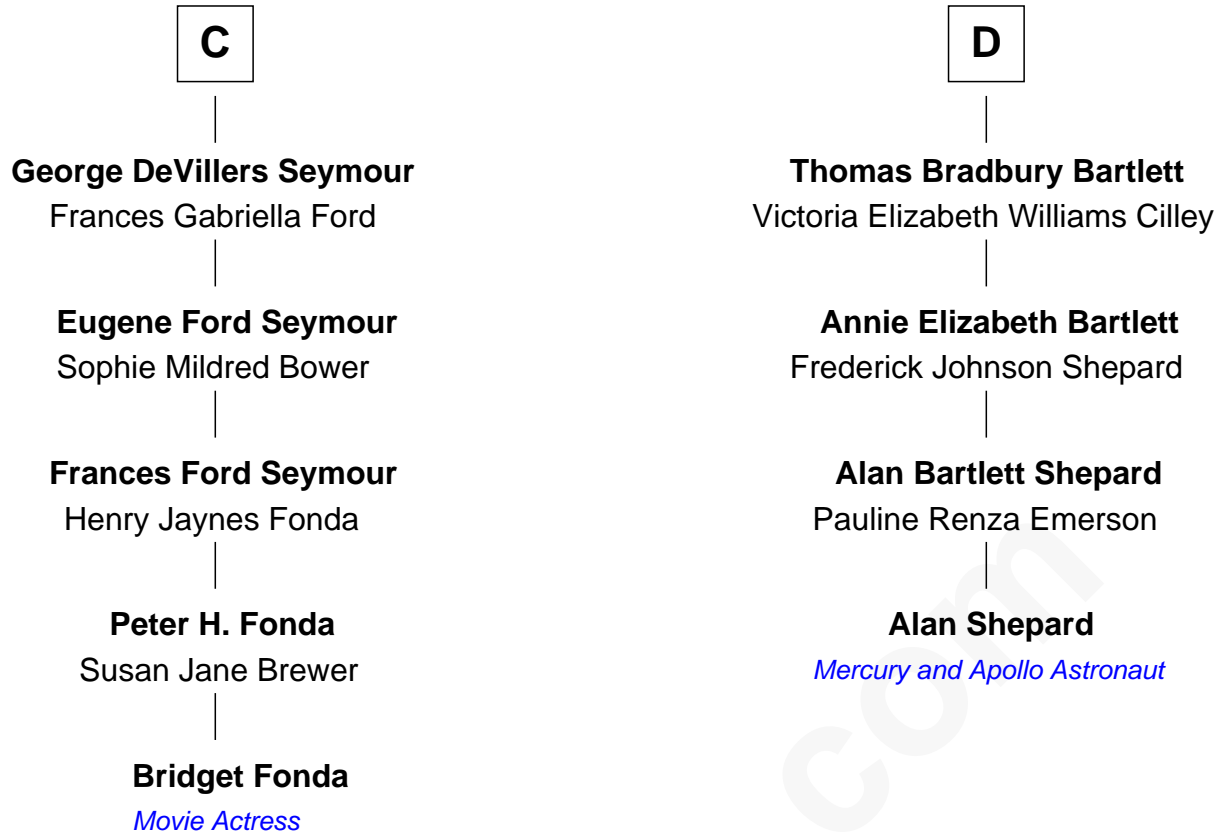 C
George DeVillers Seymour
Frances Gabriella Ford
Eugene Ford Seymour
Sophie Mildred Bower
Frances Ford Seymour
Henry Jaynes Fonda
Peter H. Fonda
Susan Jane Brewer
Bridget Fonda
Movie Actress
D
Thomas Bradbury Bartlett
Victoria Elizabeth Williams Cilley
Annie Elizabeth Bartlett
Frederick Johnson Shepard
Alan Bartlett Shepard
Pauline Renza Emerson
Alan Shepard
Mercury and Apollo Astronaut
com